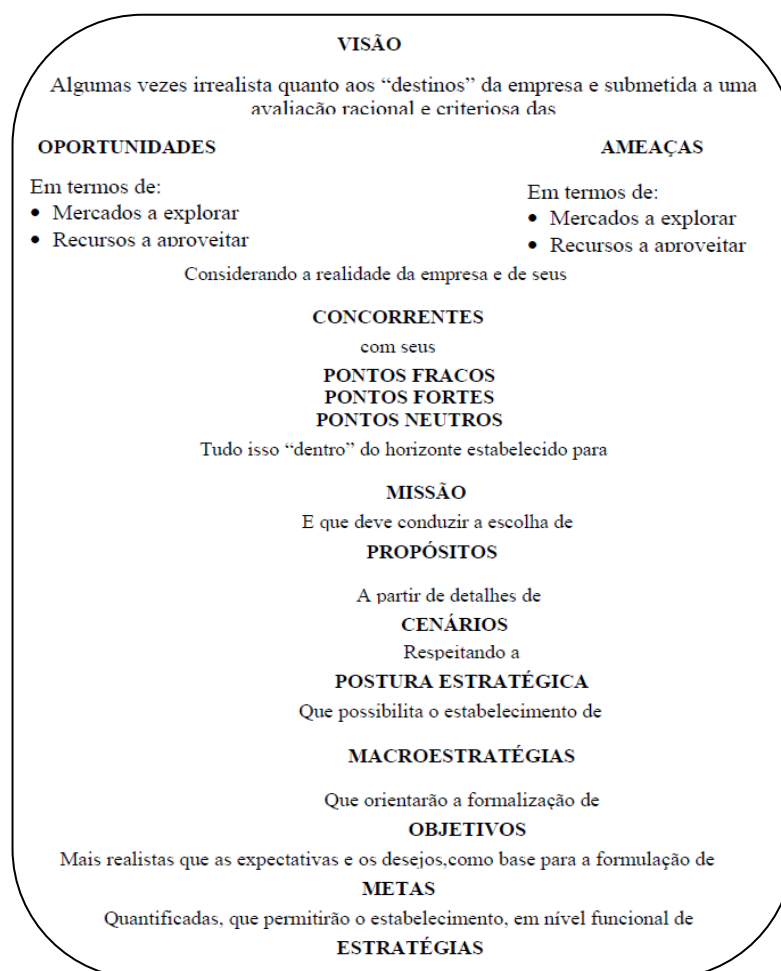 VISÃO
Algumas vezes irrealista quanto aos “destinos” da empresa e submetida a uma
avaliação racional e criteriosa das
OPORTUNIDADES
Em termos de:
• Mercados a explorar
• Recursos a aproveitar
AMEAÇAS
Em termos de:
• Mercados a explorar
• Recursos a aproveitar
Considerando a realidade da empresa e de seus
CONCORRENTES
com seus
PONTOS FRACOS
PONTOS FORTES
PONTOS NEUTROS
Tudo isso “dentro” do horizonte estabelecido para
MISSÃO
E que deve conduzir a escolha de
PROPÓSITOS
A partir de detalhes de
CENÁRIOS
Respeitando a
POSTURA ESTRATÉGICA
Que possibilita o estabelecimento de
MACROESTRATÉGIAS
Que orientarão a formalização de
OBJETIVOS
Mais realistas que as expectativas e os desejos,como base para a formulação de
METAS
Quantificadas, que permitirão o estabelecimento, em nível funcional de
ESTRATÉGIAS